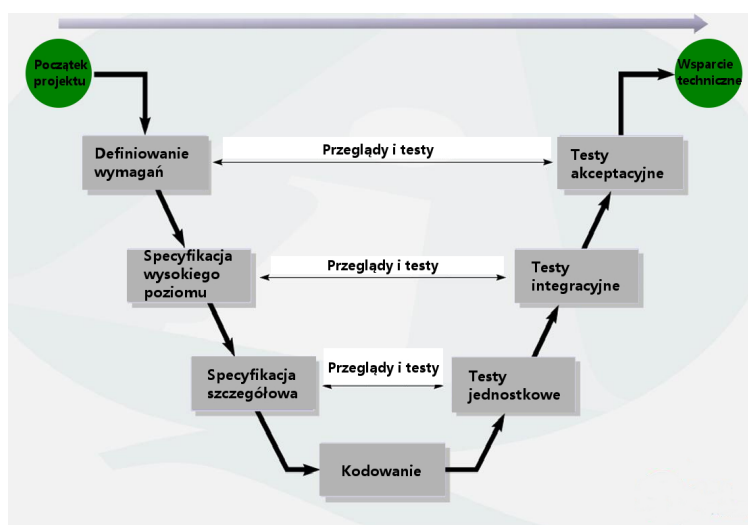 Początek
projektu
Wsparcie
techniczne
Definiowanie
wymagań
Przeglądy i testy
Testy
akceptacyjne
Specyfikacja
wysokiego
poziomu
Przeglądy i testy
Testy
integracyjne
Specyfikacja
szczegółowa
Przeglądy i testy
Testy
jednostkowe
Kodowanie